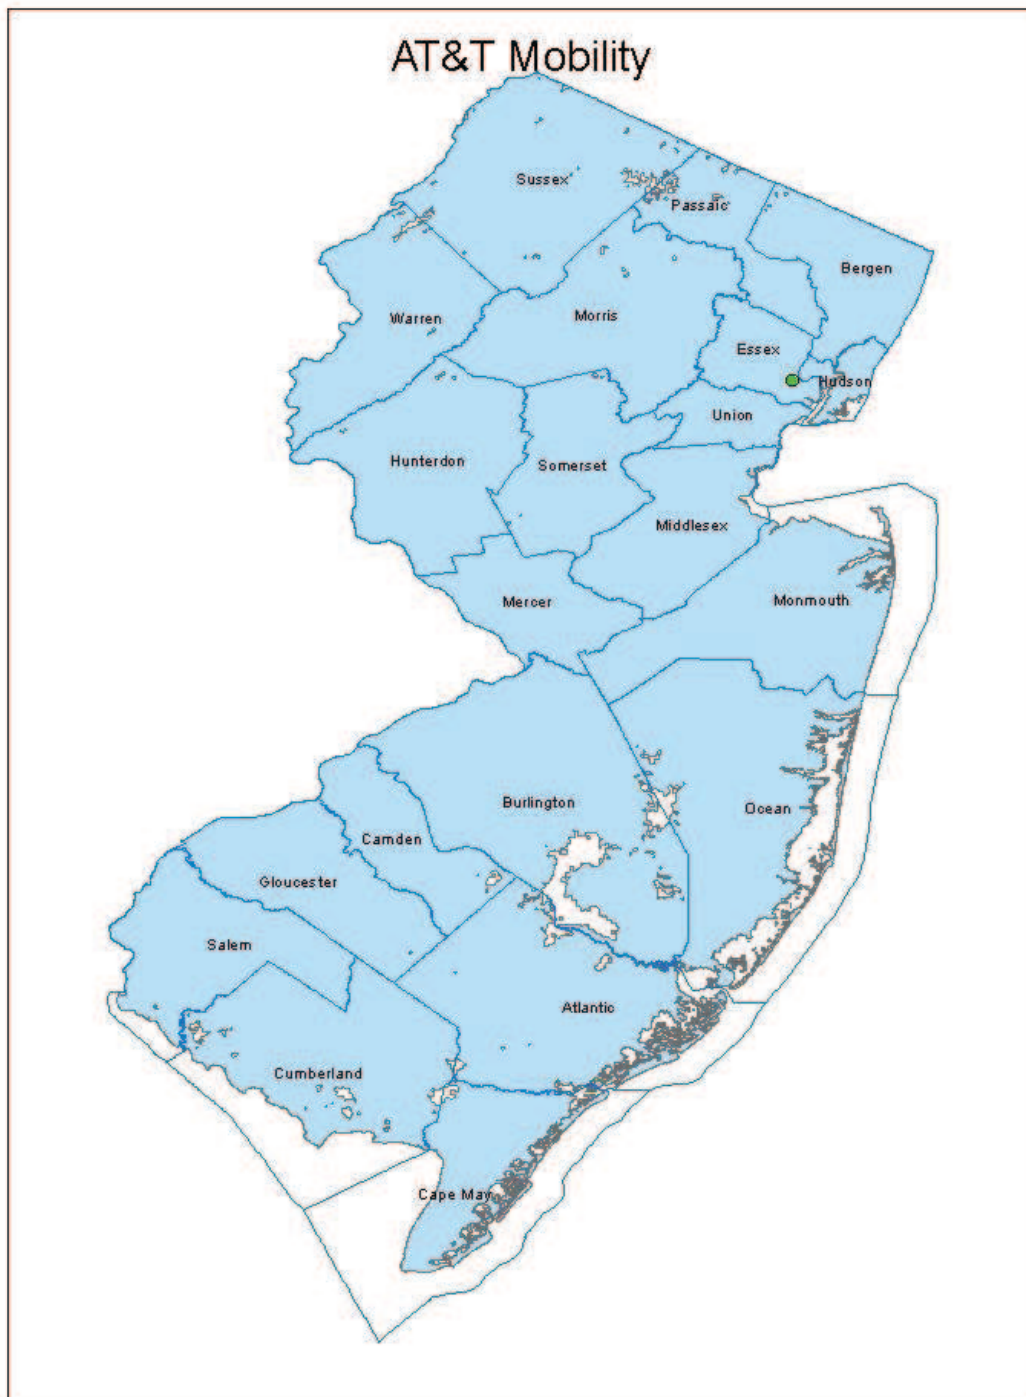 AT&T Mobility
Sussex
Passaic
Bergen
Warren
Morris
Essex
Hudson
Union
Hunterdon
Somerset
Middlesex
Mercer
Monmouth
Burlington
Ocean
Camden
Gloucester
Salem
Atlantic
Cumberland
Cape May